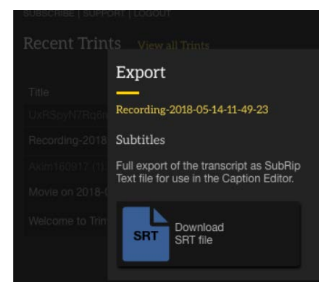 SUBSCRIBE | SUPPORT | LOGOUT
Recent Trints View all Trints
Export
Recording-2018-05-14-11-49-23
Title
Subtitles
Recording-2018
Full export of the transcript as SubRip
Text file for use in the Caption Editor.
Movie on 2018-
Welcome to Trin
SRT
Download
SRT file